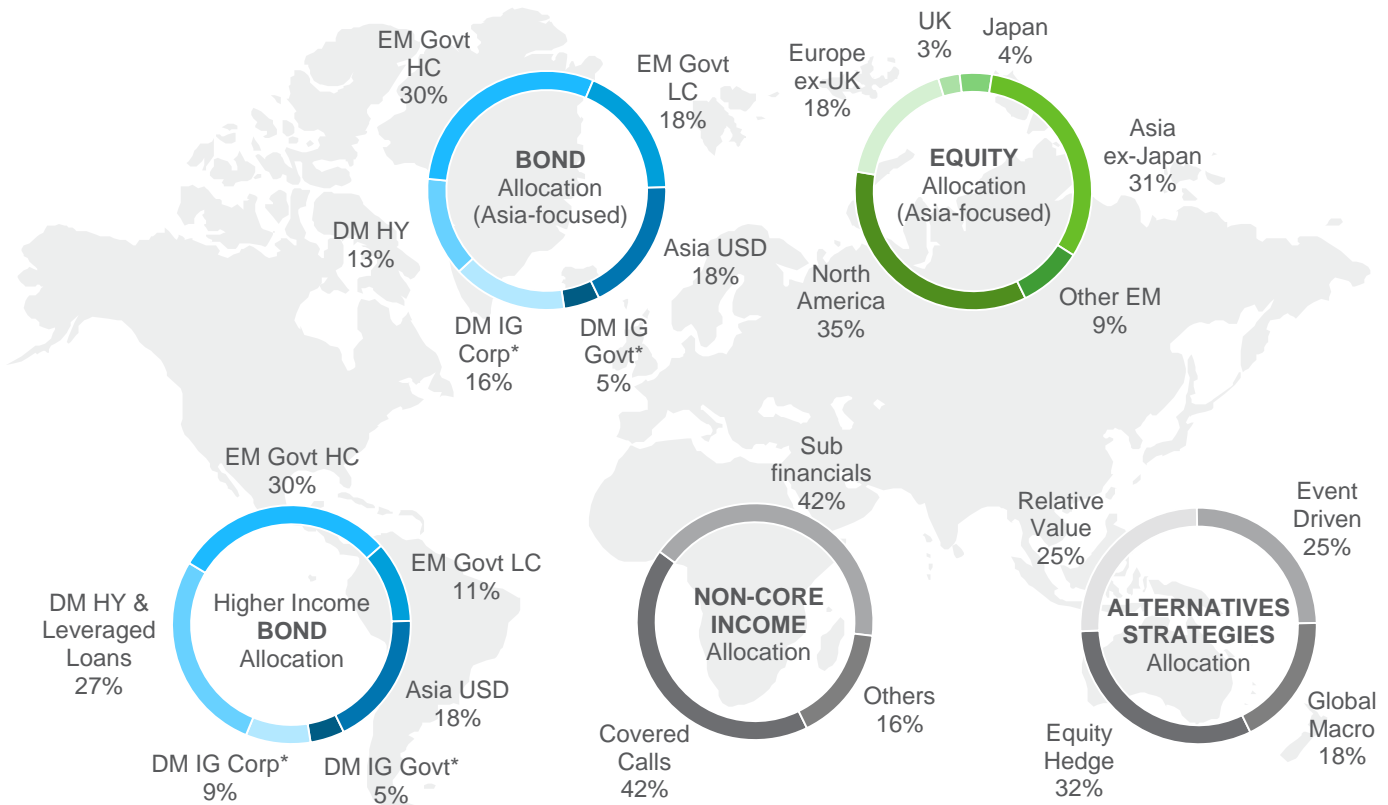 EM Govt
HC
30%
EM Govt
LC
18%
BOND
Allocation
(Asia-focused)
DM HY
13%
Asia USD
18%
DM IG
Corp*
16%
DM IG
Govt*
5%
UK
3%
Japan
4%
Europe
ex-UK
18%
Asia
ex-Japan
31%
EQUITY
Allocation
(Asia-focused)
North
America
35%
Other EM
9%
EM Govt HC
30%
EM Govt LC
11%
DM HY &
Leveraged
Loans
27%
Higher Income
BOND
Allocation
Asia USD
18%
DM IG Corp*
9%
DM IG Govt*
5%
Sub
financials
42%
NON-CORE
INCOME
Allocation
Others
16%
Covered
Calls
42%
Relative
Value
25%
Event
Driven
25%
ALTERNATIVES
STRATEGIES
Allocation
Global
Macro
18%
Equity
Hedge
32%